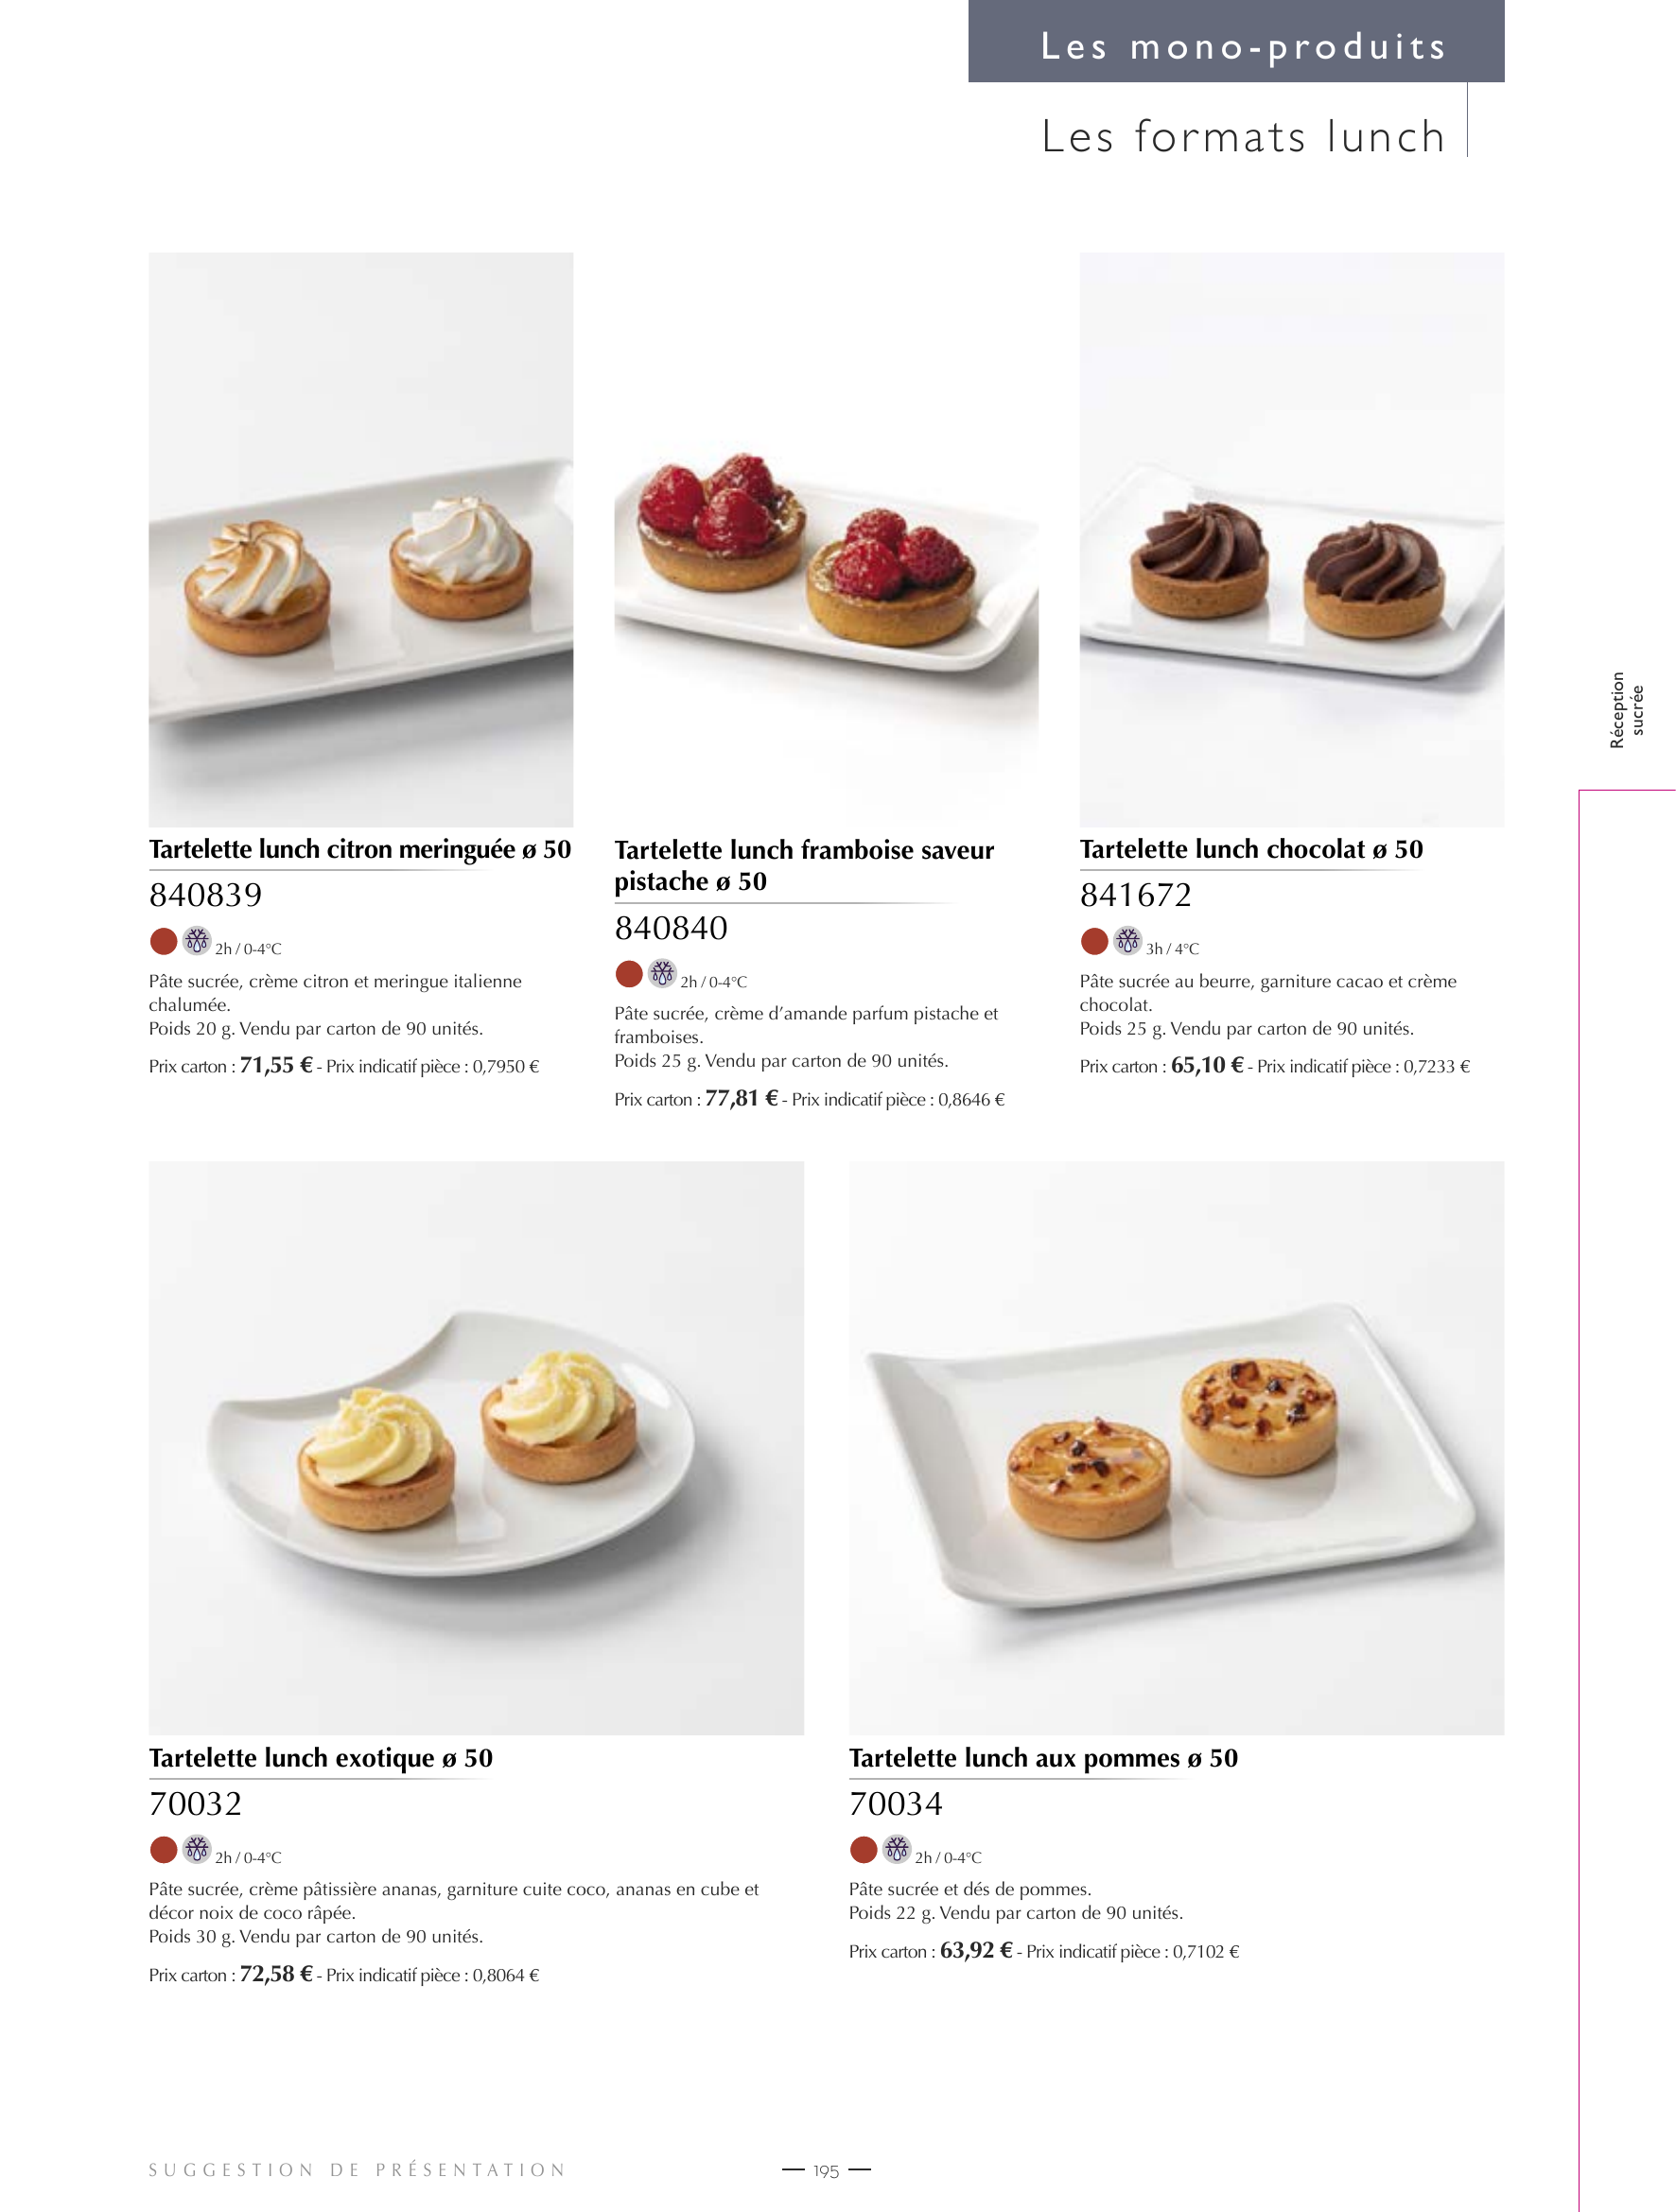 Les mono-produits
Les formats lunch
Réception
sucrée
Tartelette lunch citron meringuée ø 50
840839
2h / 0-4°C
Pâte sucrée, crème citron et meringue italienne
chalumée.
Poids 20 g. Vendu par carton de 90 unités.
Prix carton : 71,55 € - Prix indicatif pièce : 0,7950 €
Tartelette lunch framboise saveur
pistache ø 50
840840
2h / 0-4°C
Pâte sucrée, crème d’amande parfum pistache et
framboises.
Poids 25 g. Vendu par carton de 90 unités.
Prix carton : 77,81 € - Prix indicatif pièce : 0,8646 €
Tartelette lunch chocolat ø 50
841672
3h / 4°C
Pâte sucrée au beurre, garniture cacao et crème
chocolat.
Poids 25 g. Vendu par carton de 90 unités.
Prix carton : 65,10 € - Prix indicatif pièce : 0,7233 €
Tartelette lunch exotique ø 50
70032
2h / 0-4°C
Pâte sucrée, crème pâtissière ananas, garniture cuite coco, ananas en cube et
décor noix de coco râpée.
Poids 30 g. Vendu par carton de 90 unités.
Prix carton : 72,58 € - Prix indicatif pièce : 0,8064 €
Tartelette lunch aux pommes ø 50
70034
2h / 0-4°C
Pâte sucrée et dés de pommes.
Poids 22 g. Vendu par carton de 90 unités.
Prix carton : 63,92 € - Prix indicatif pièce : 0,7102 €
SUGGESTION DE PRÉSENTATION
195